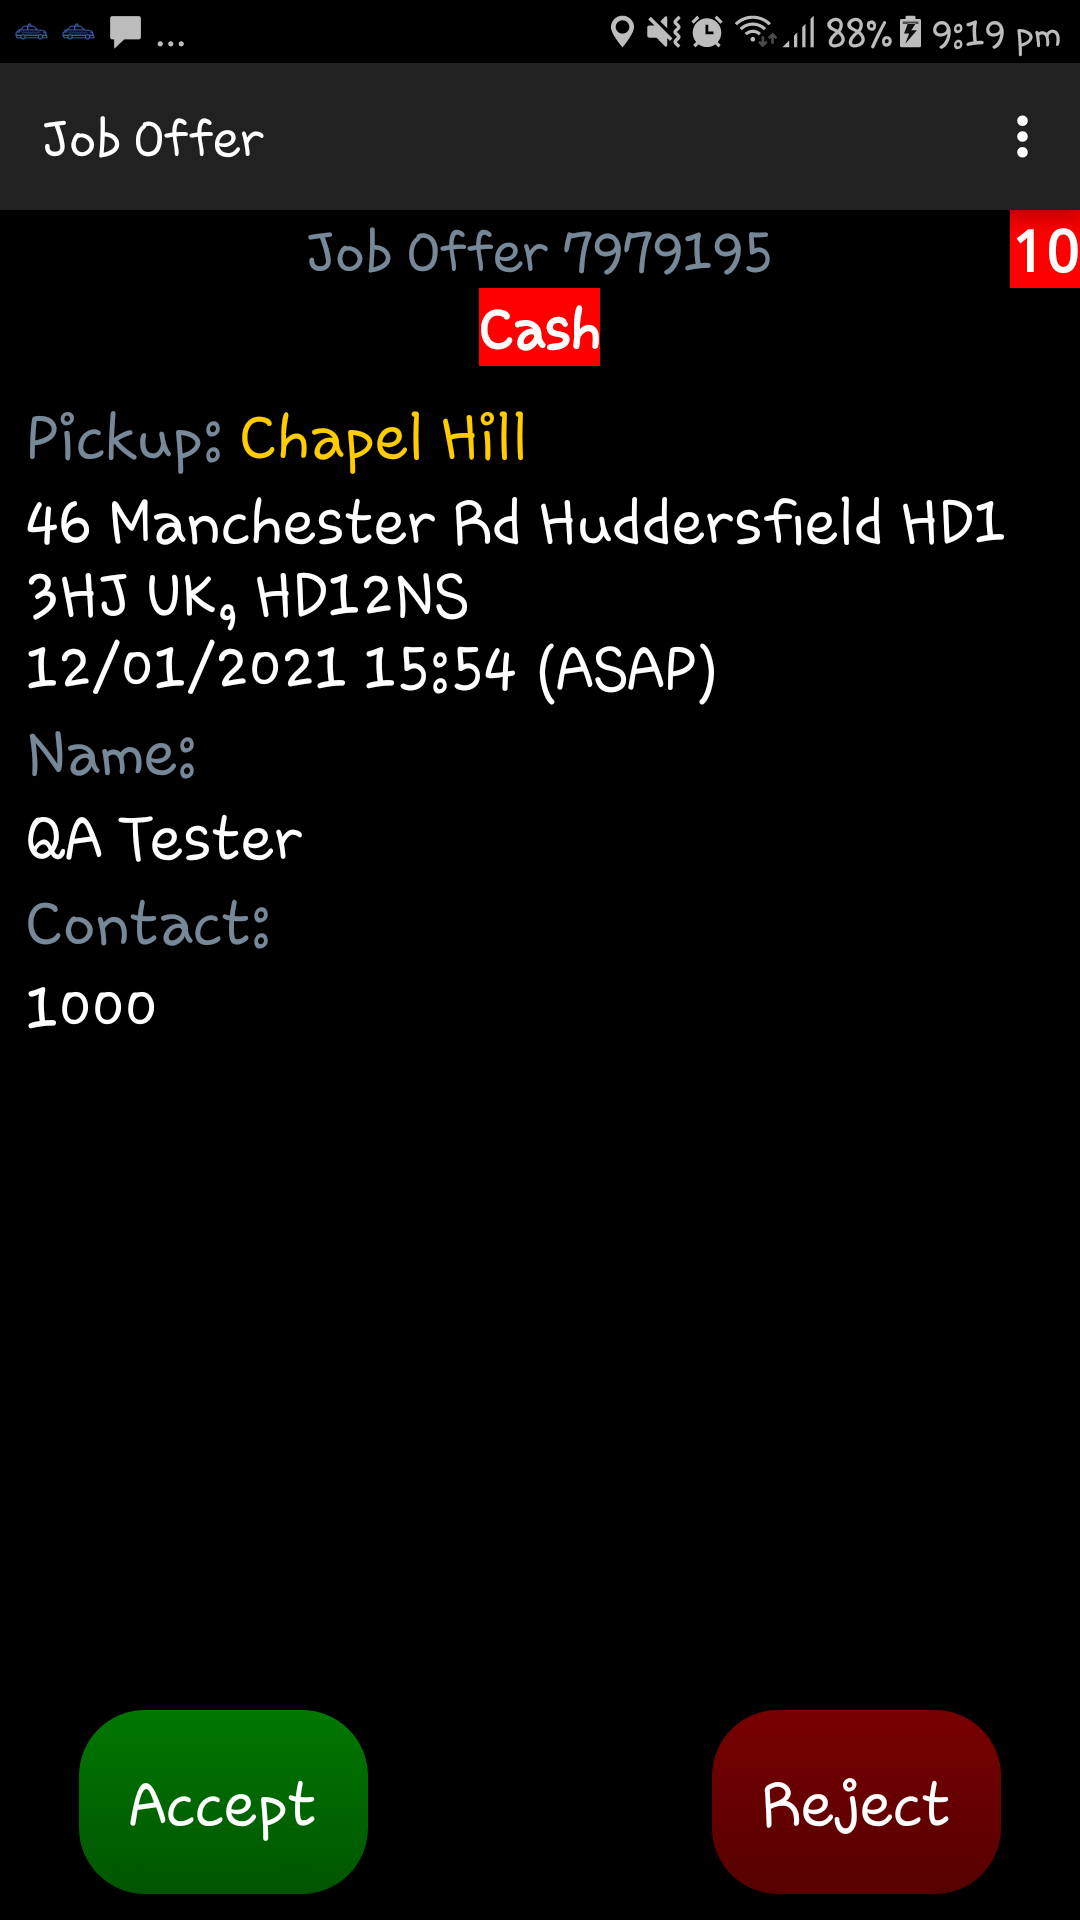 ... 88% 9:19 pm
Job Offer
Job Offer 7979195
10
Cash
Pickup: Chapel Hill
46 Manchester Rd Huddersfield HD1
3HJ UK, HD12NS
12/01/2021 15:54 (ASAP)
Name:
QA Tester
Contact:
1000
Accept
Reject